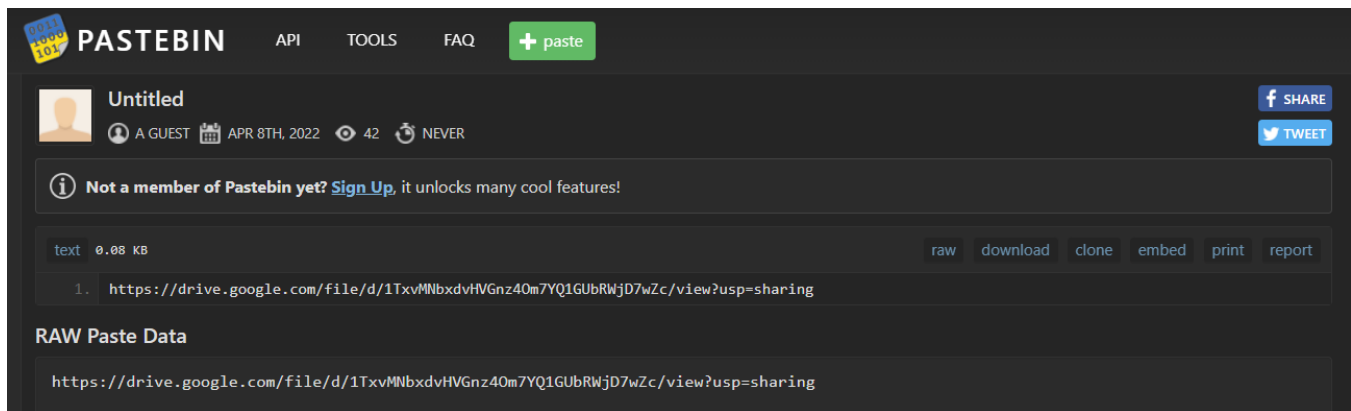 0011
1000
101
PASTEBIN API TOOLS FAQ + paste
Untitled
f SHARE
A GUEST APR 8TH, 2022 42 NEVER
TWEET
Not a member of Pastebin yet? Sign Up, it unlocks many cool features!
text 0.08 KB raw download clone embed print report
1. https://drive.google.com/file/d/1TxvMNbxdvHVGnz4Om7YQ1GUbRWjD7wZc/view?usp=sharing
RAW Paste Data
https://drive.google.com/file/d/1TxvMNbxdvHVGnz4Om7YQ1GUbRWjD7wZc/view?usp=sharing